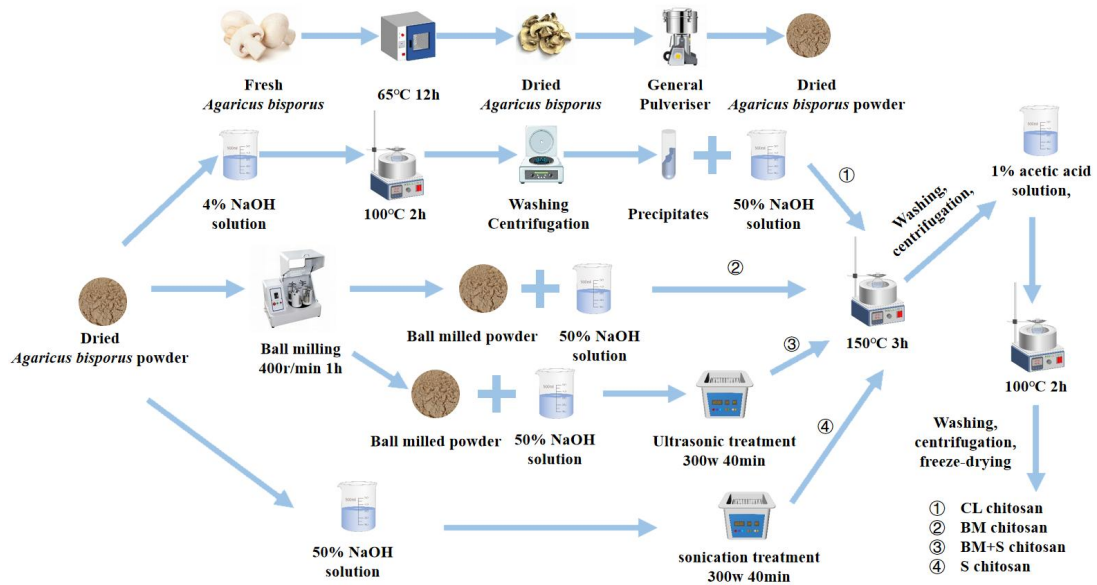 Fresh
Agaricus bisporus
65°C 12h
Dried
Agaricus bisporus
General
Pulveriser
Dried
Agaricus bisporus powder
4% NaOH
solution
100°C 2h
Washing
Centrifugation
Precipitates
50% NaOH
solution
①
Washing,
centrifugation,
1% acetic acid
solution,
Dried
Agaricus bisporus powder
Ball milling
400r/min 1h
Ball milled powder
50% NaOH
solution
②
150°C 3h
100°C 2h
Ball milled powder
50% NaOH
solution
Ultrasonic treatment
300w 40min
③
④
50% NaOH
solution
sonication treatment
300w 40min
Washing,
centrifugation,
freeze-drying
① CL chitosan
② BM chitosan
③ BM+S chitosan
④ S chitosan